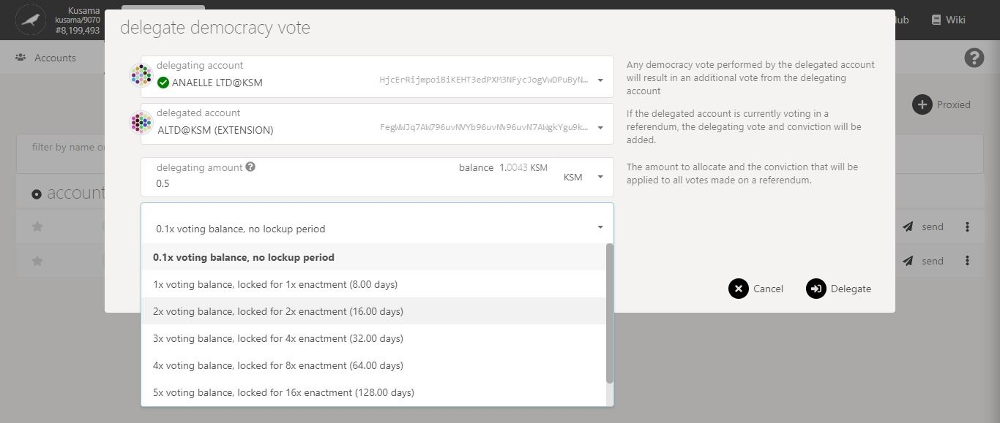 Kusama
kusama/9070
#8,199,493
Wiki
Accounts
delegate democracy vote
delegating account
ANAELLE LTD@KSM
HjcErRijmpoiBiKEHT3edPXM3NFycJogVwDPuByN…
Any democracy vote performed by the delegated account
will result in an additional vote from the delegating
account
delegated account
ALTD@KSM (EXTENSION)
FegWWJq7AW796uvNVYb96uvNv96uvN7AWgkYgu9k…
If the delegated account is currently voting in a
referendum, the delegating vote and conviction will be
added.
Proxied
filter by name o
delegating amount
balance 1.0043 KSM
0.5
KSM
The amount to allocate and the conviction that will be
applied to all votes made on a referendum.
account
0.1x voting balance, no lockup period
0.1x voting balance, no lockup period
1x voting balance, locked for 1x enactment (8.00 days)
2x voting balance, locked for 2x enactment (16.00 days)
3x voting balance, locked for 4x enactment (32.00 days)
4x voting balance, locked for 8x enactment (64.00 days)
5x voting balance, locked for 16x enactment (128.00 days)
Cancel
Delegate
send
send